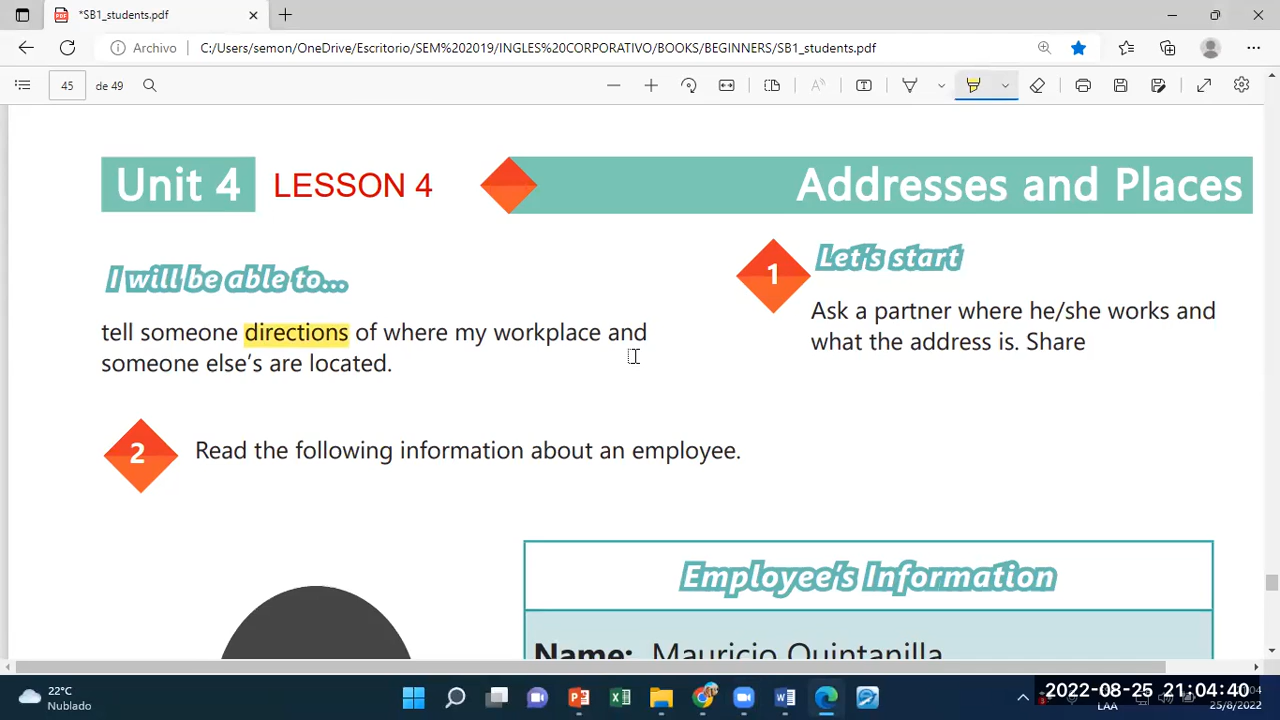 *SB1_students.pdf
Archivo
C:/Users/semon/OneDrive/Escritorio/SEM%202019/INGLES%20CORPORATIVO/BOOKS/BEGINNERS/SB1_students.pdf
45 de 49
Unit 4 LESSON 4 Addresses and Places
I will be able to...
tell someone directions of where my workplace and
someone else's are located.
1 Let's start
Ask a partner where he/she works and
what the address is. Share
2 Read the following information about an employee.
Employee's Information
Name: Mauricio Quintanilla
22°C
Nublado
2022-08-25 21:04:40
LAA
25/8/2022